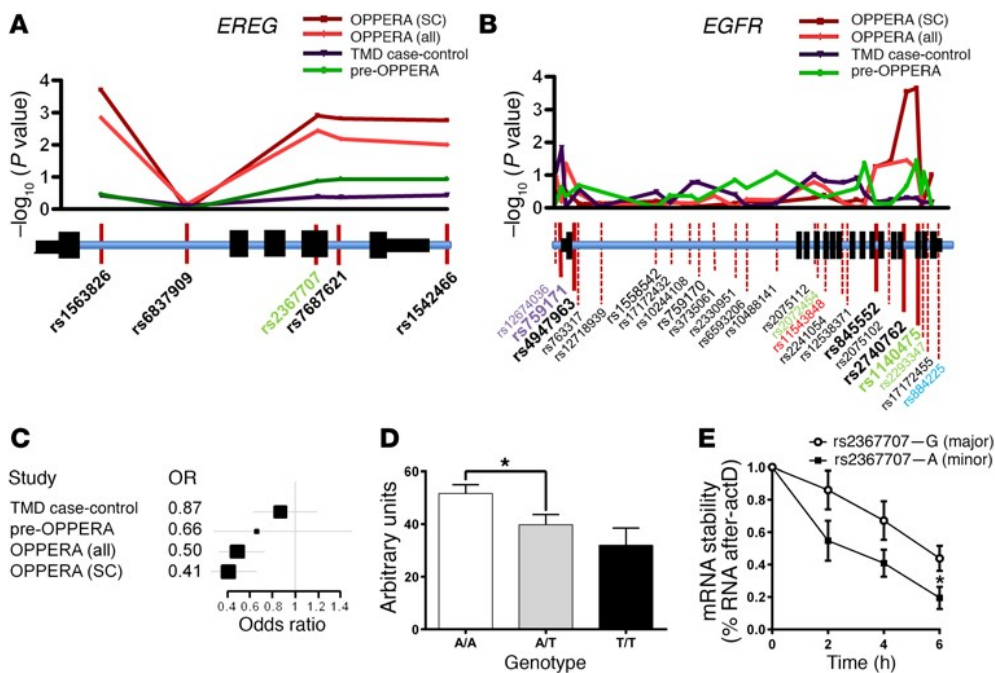 A
EREG
OPPERA (SC)
OPPERA (all)
TMD case-control
pre-OPPERA
–log10 (P value)
4
3
2
1
0
rs1563826
rs6837909
rs2367707
rs7687621
rs1542466
B
EGFR
OPPERA (SC)
OPPERA (all)
TMD case-control
pre-OPPERA
–log10 (P value)
4
3
2
1
0
rs12674036
rs759171
rs4947963
rs763317
rs12718939
rs1558542
rs17172432
rs10244108
rs759170
rs3735061
rs2330951
rs6593206
rs10488141
rs2075112
rs2072454
rs11543848
rs2241054
rs12538371
rs845552
rs2075102
rs2740762
rs1140475
rs2293347
rs17172455
rs884225
C
Study OR
TMD case-control 0.87
pre-OPPERA 0.66
OPPERA (all) 0.50
OPPERA (SC) 0.41
0.4 0.6 0.8 1 1.2 1.4
Odds ratio
D
Arbitrary units
60
40
20
0
*
A/A A/T T/T
Genotype
E
rs2367707—G (major)
rs2367707—A (minor)
mRNA stability
(% RNA after-actD)
1.0
0.8
0.6
0.4
0.2
0.0
*
0 2 4 6
Time (h)